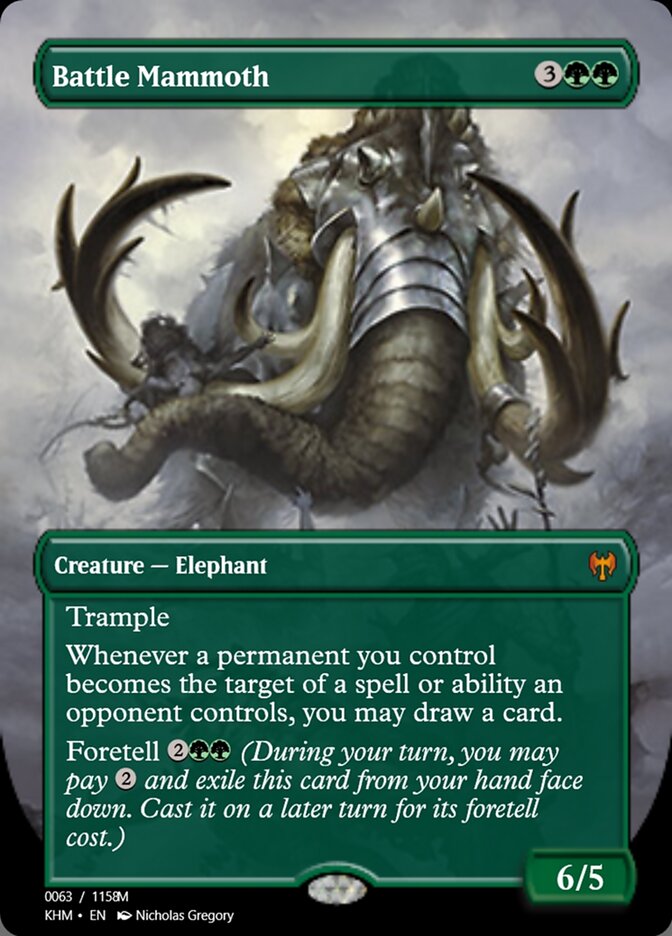 Battle Mammoth 3
Creature — Elephant
Trample
Whenever a permanent you control
becomes the target of a spell or ability an
opponent controls, you may draw a card.
Foretell 2 (During your turn, you may
pay 2 and exile this card from your hand face
down. Cast it on a later turn for its foretell
cost.)
6/5
0063 / 1158M
KHM • EN Nicholas Gregory